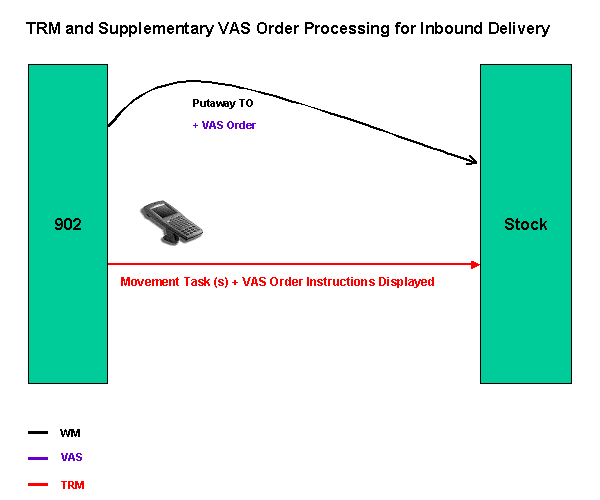 TRM and Supplementary VAS Order Processing for Inbound Delivery
Putaway TO
+ VAS Order
902
Stock
Movement Task (s) + VAS Order Instructions Displayed
WM
VAS
TRM